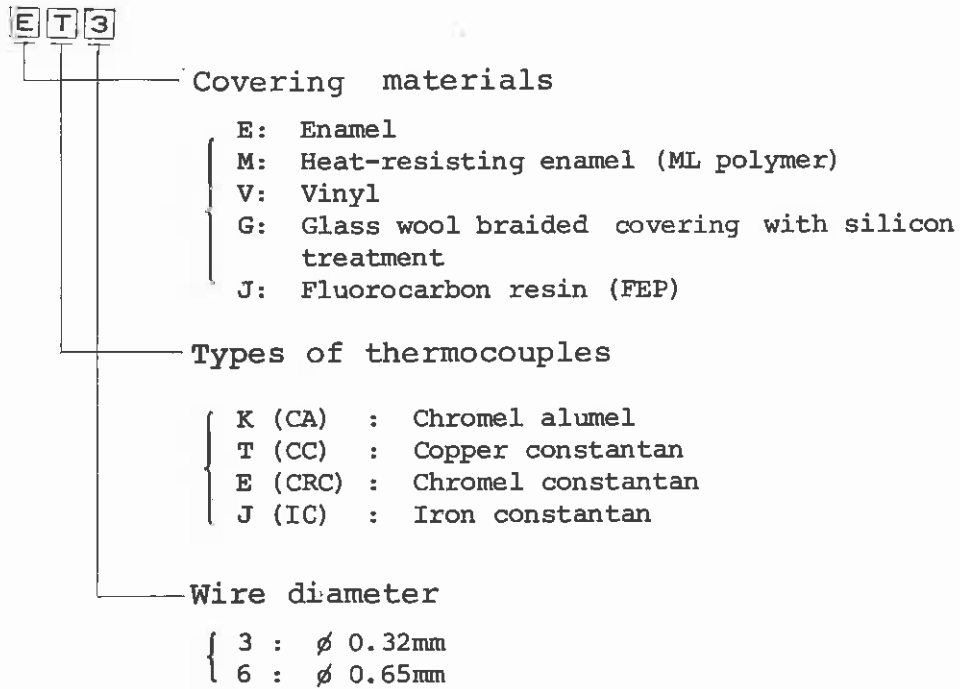 E T 3
Covering materials
E: Enamel
M: Heat-resisting enamel (ML polymer)
V: Vinyl
G: Glass wool braided covering with silicon
treatment
J: Fluorocarbon resin (FEP)
Types of thermocouples
K (CA) : Chromel alumel
T (CC) : Copper constantan
E (CRC) : Chromel constantan
J (IC) : Iron constantan
Wire diameter
3 : ø 0.32mm
6 : ø 0.65mm